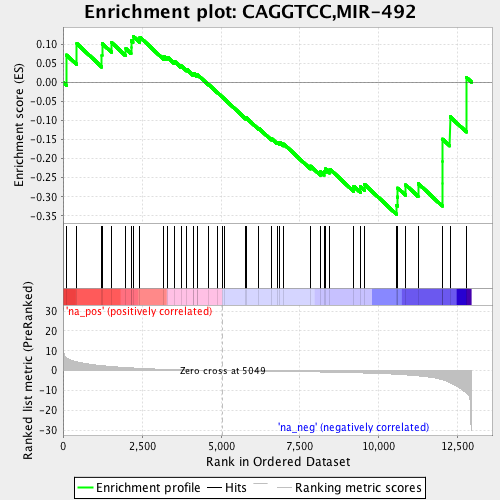 Enrichment plot: CAGGTCC,MIR-492
Enrichment score (ES)
0.10
0.05
0.00
-0.05
-0.10
-0.15
-0.20
-0.25
-0.30
-0.35
'na_pos' (positively correlated)
Ranked list metric (PreRanked)
30
20
10
0
-10
-20
-30
Zero cross at 5049
'na_neg' (negatively correlated)
0
2,500
5,000
7,500
10,000
12,500
Rank in Ordered Dataset
Enrichment profile
Hits
Ranking metric scores